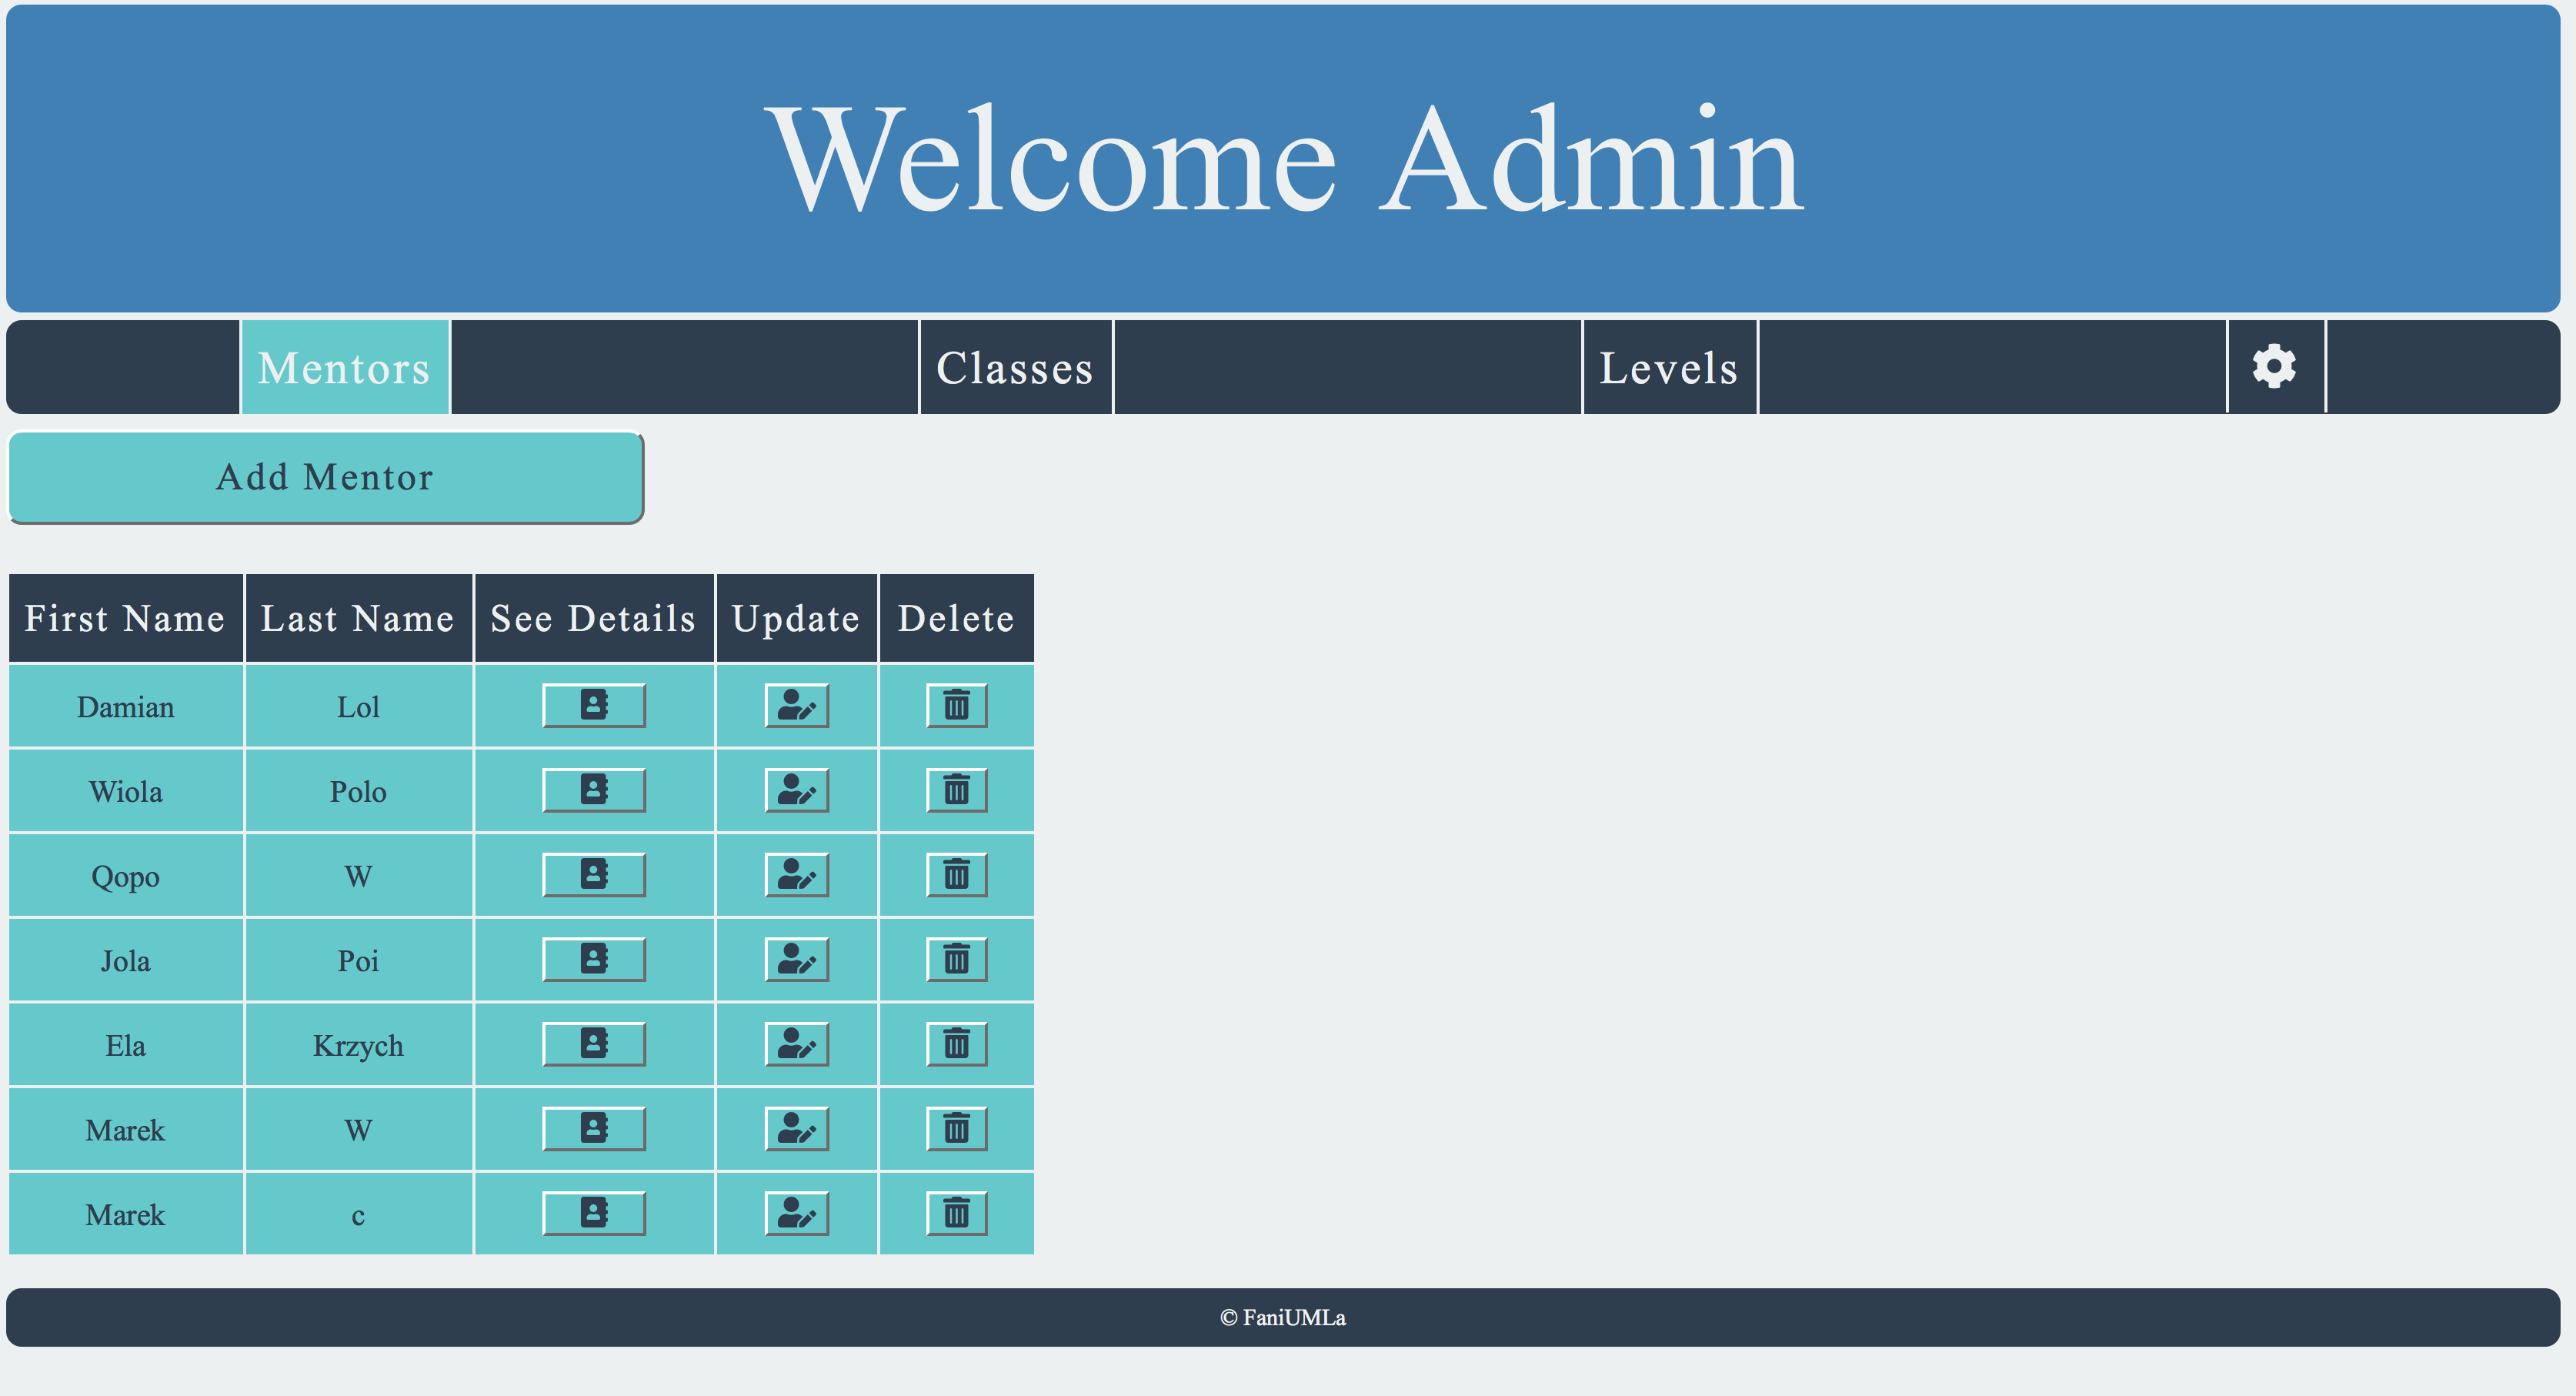 Welcome Admin
Mentors Classes Levels
Add Mentor
First Name Last Name See Details Update Delete
Damian Lol
Wiola Polo
Qopo W
Jola Poi
Ela Krzych
Marek W
Marek c
© FaniUMLa